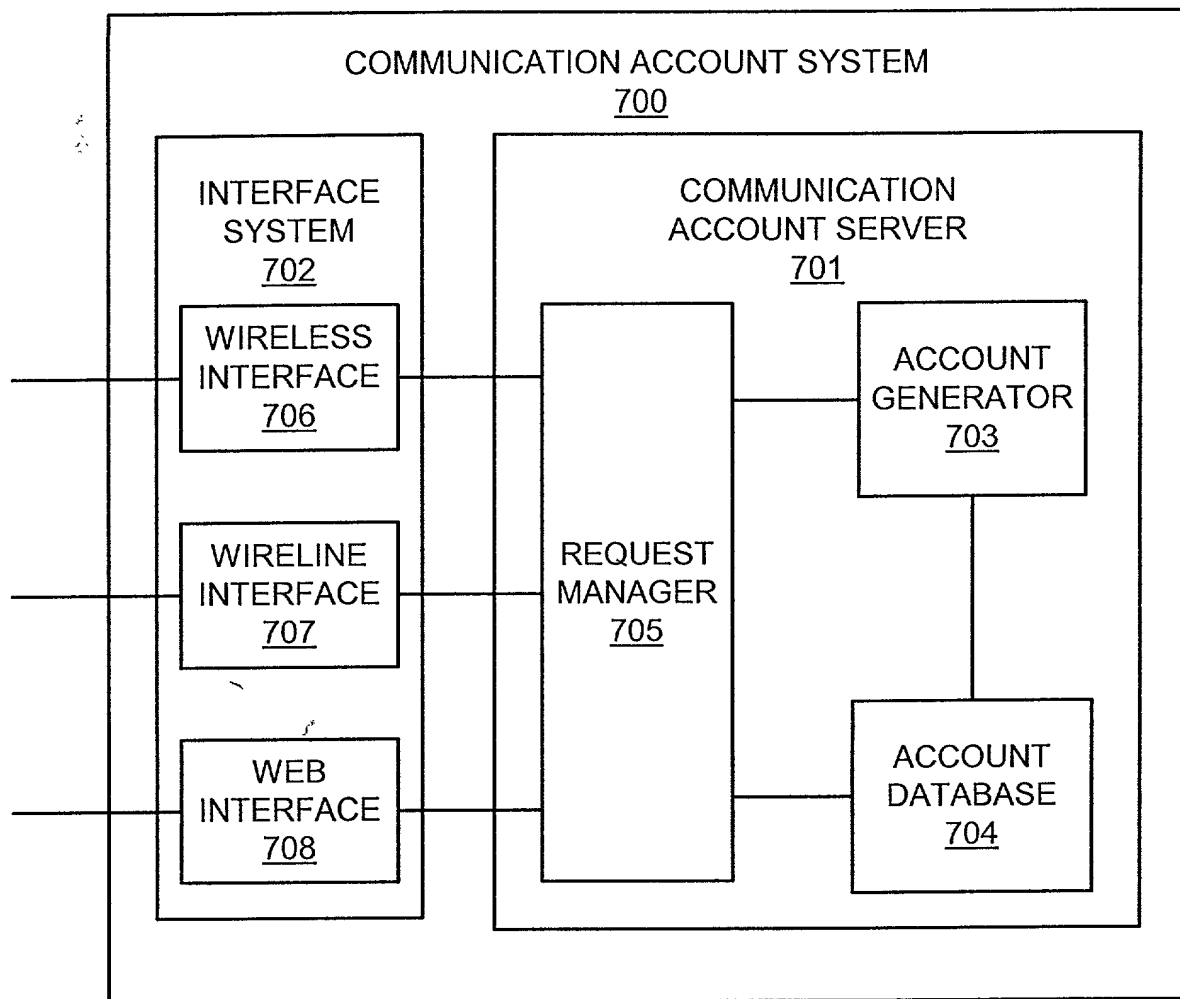 COMMUNICATION ACCOUNT SYSTEM
700
INTERFACE
SYSTEM
702
WIRELESS
INTERFACE
706
WIRELINE
INTERFACE
707
WEB
INTERFACE
708
COMMUNICATION
ACCOUNT SERVER
701
REQUEST
MANAGER
705
ACCOUNT
GENERATOR
703
ACCOUNT
DATABASE
704